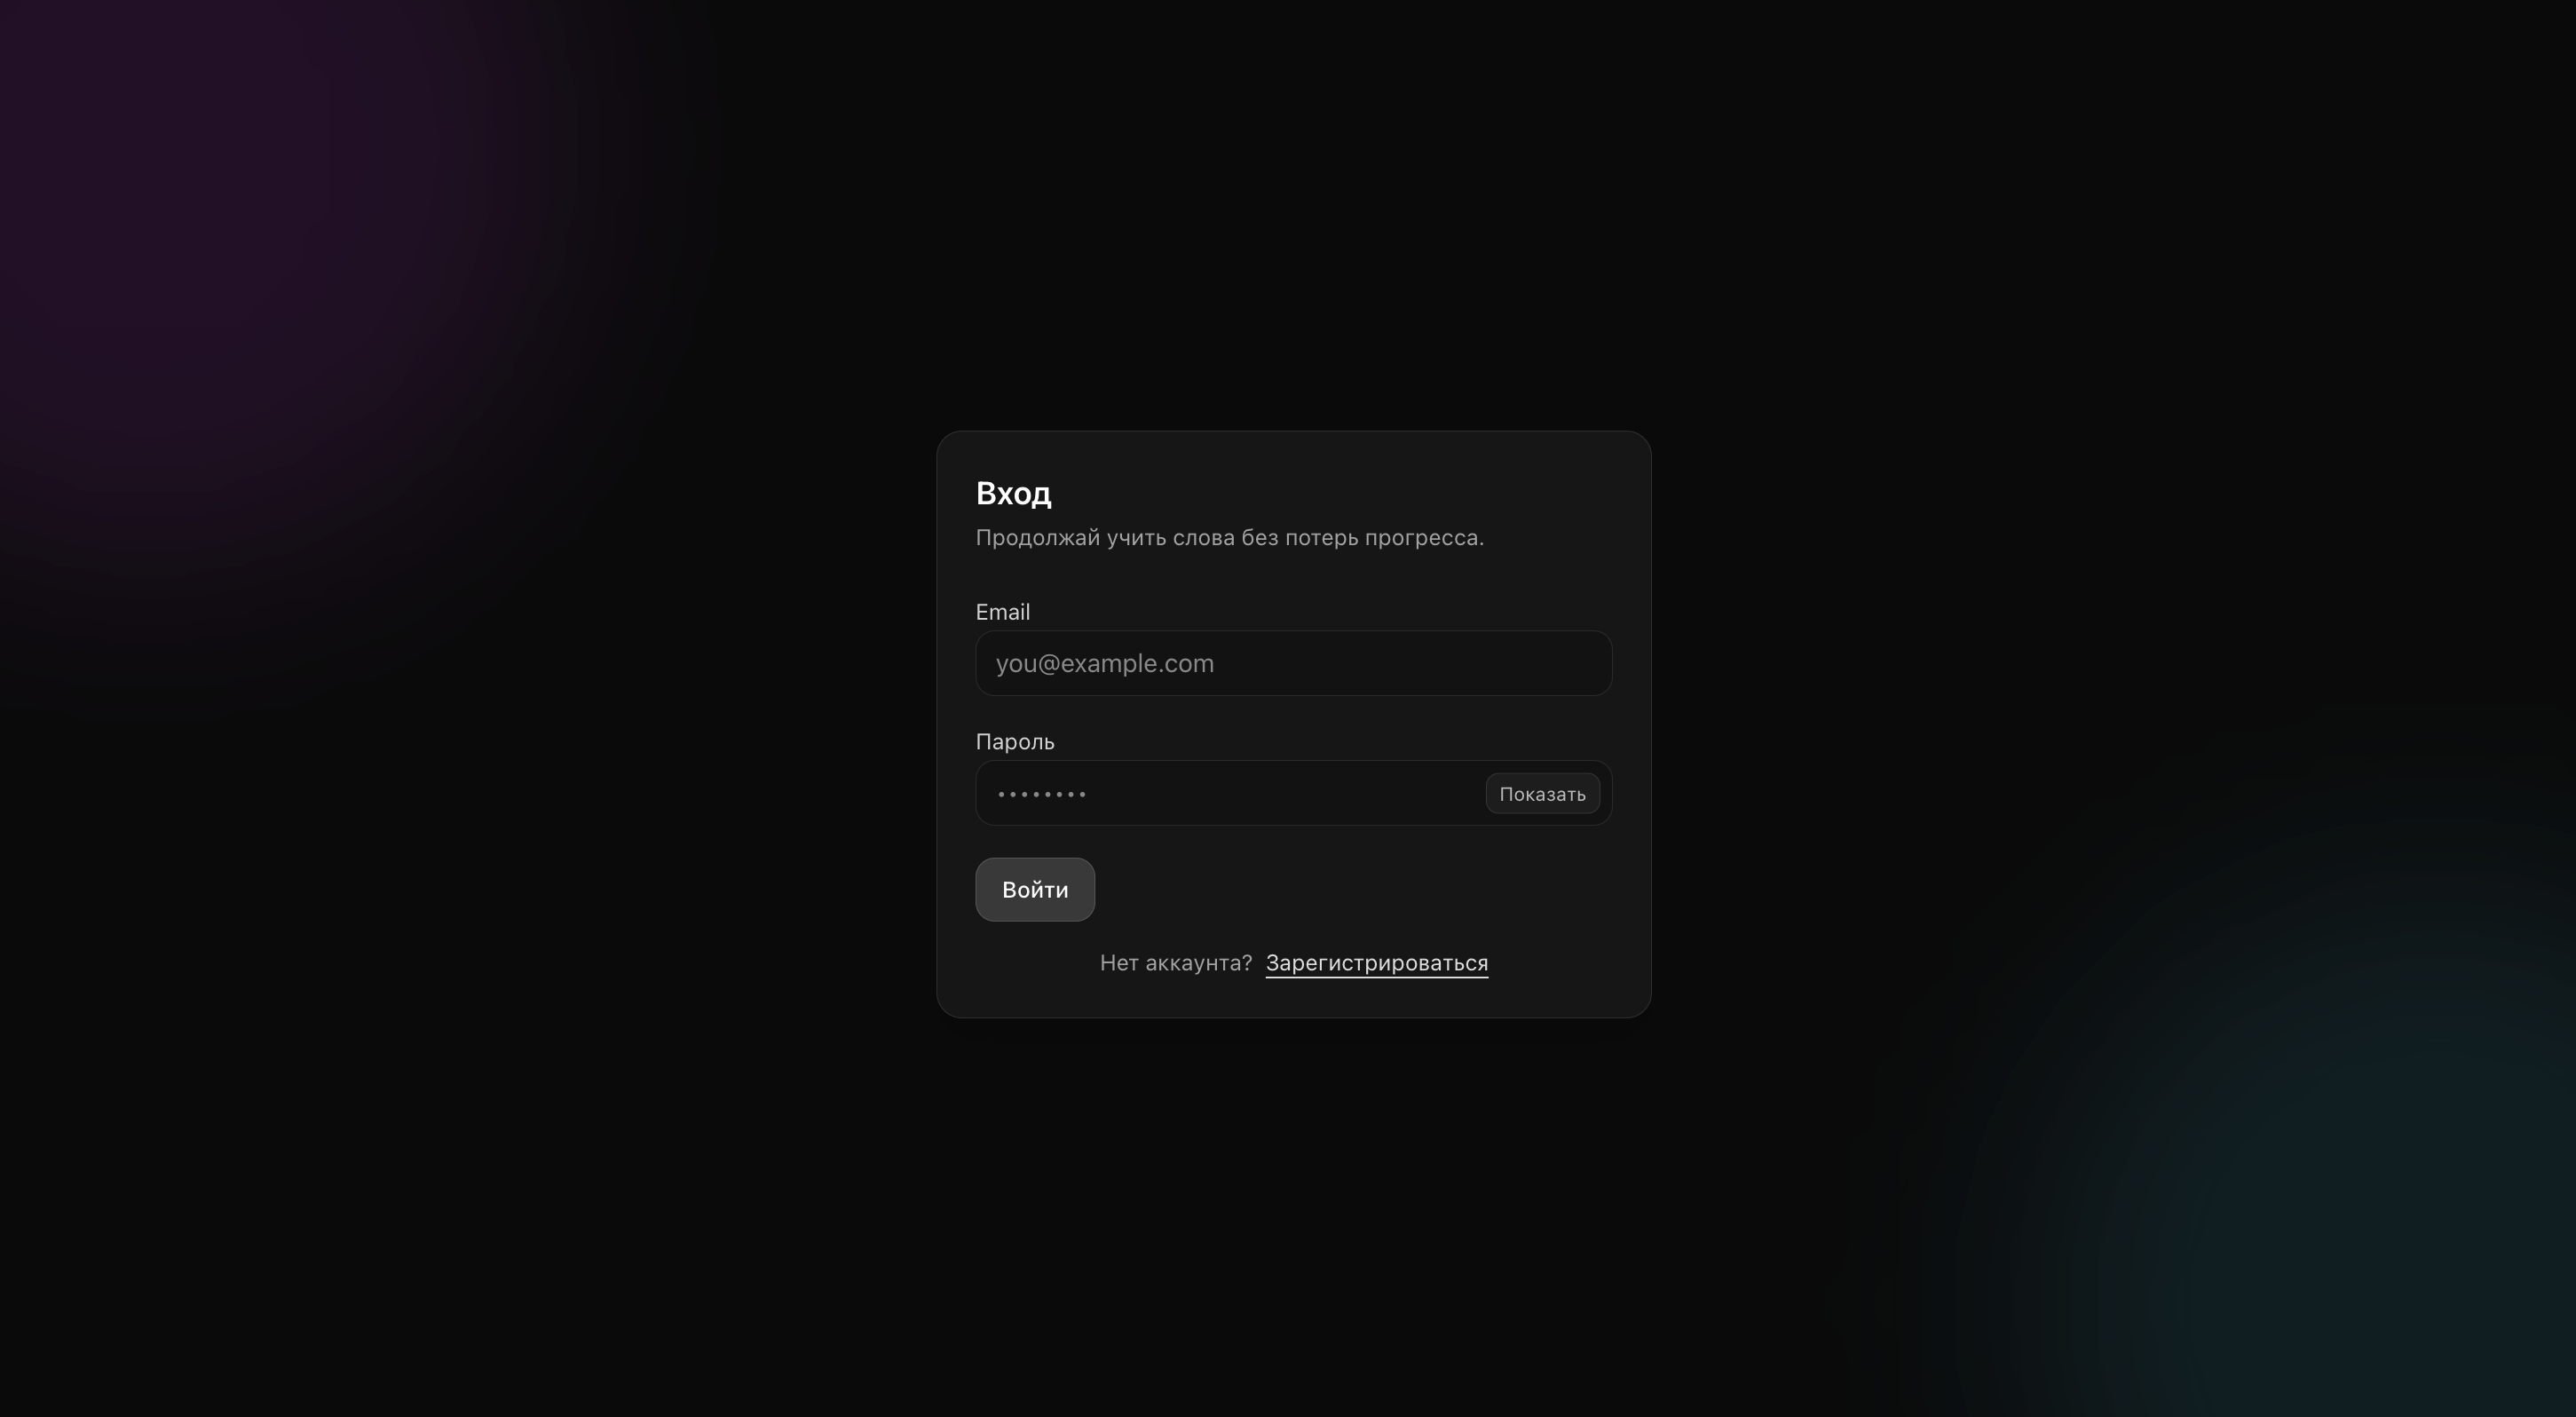 Вход
Продолжай учить слова без потерь прогресса.
Email
you@example.com
Пароль
•••••••• Показать
Войти
Нет аккаунта? Зарегистрироваться